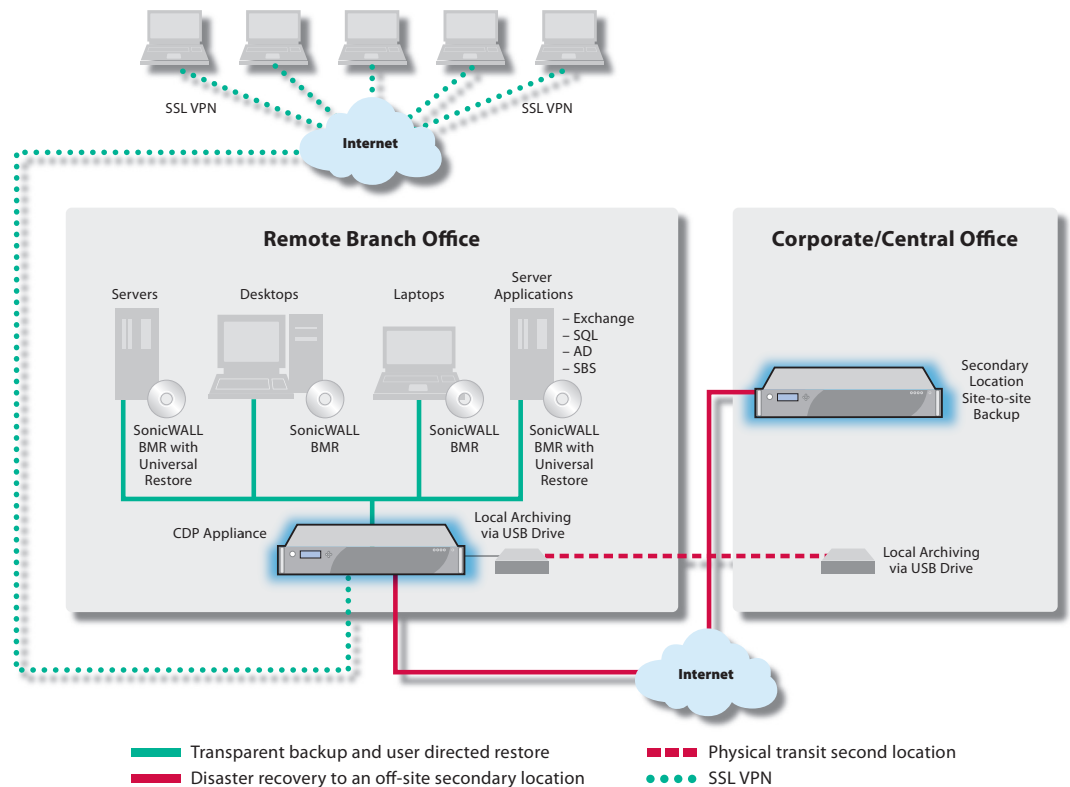 SSL VPN
SSL VPN
Internet
Remote Branch Office
Corporate/Central Office
Servers
Desktops
Laptops
Server
Applications
– Exchange
– SQL
– AD
– SBS
SonicWALL
BMR with
Universal
Restore
SonicWALL
BMR
SonicWALL
BMR
SonicWALL
BMR with
Universal
Restore
Secondary
Location
Site-to-site
Backup
CDP Appliance
Local Archiving
via USB Drive
Local Archiving
via USB Drive
Internet
Transparent backup and user directed restore
Disaster recovery to an off-site secondary location
Physical transit second location
SSL VPN